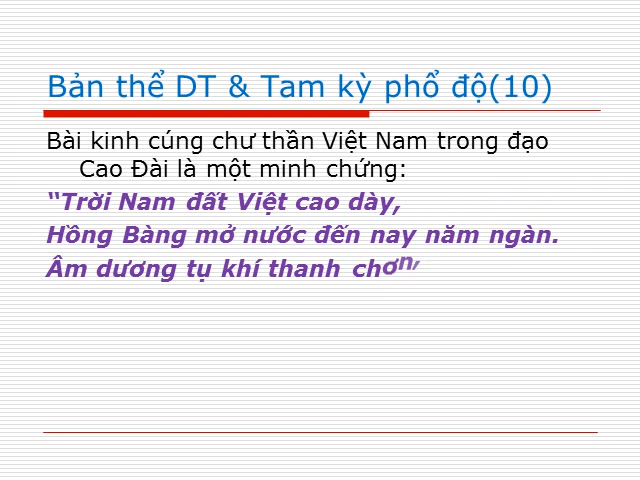 Bản thể DT & Tam kỳ phổ độ(10)
Bài kinh cúng chư thần Việt Nam trong đạo
Cao Đài là một minh chứng:
“Trời Nam đất Việt cao dày,
Hồng Bàng mở nước đến nay năm ngàn.
Âm dương tụ khí thanh chơn,